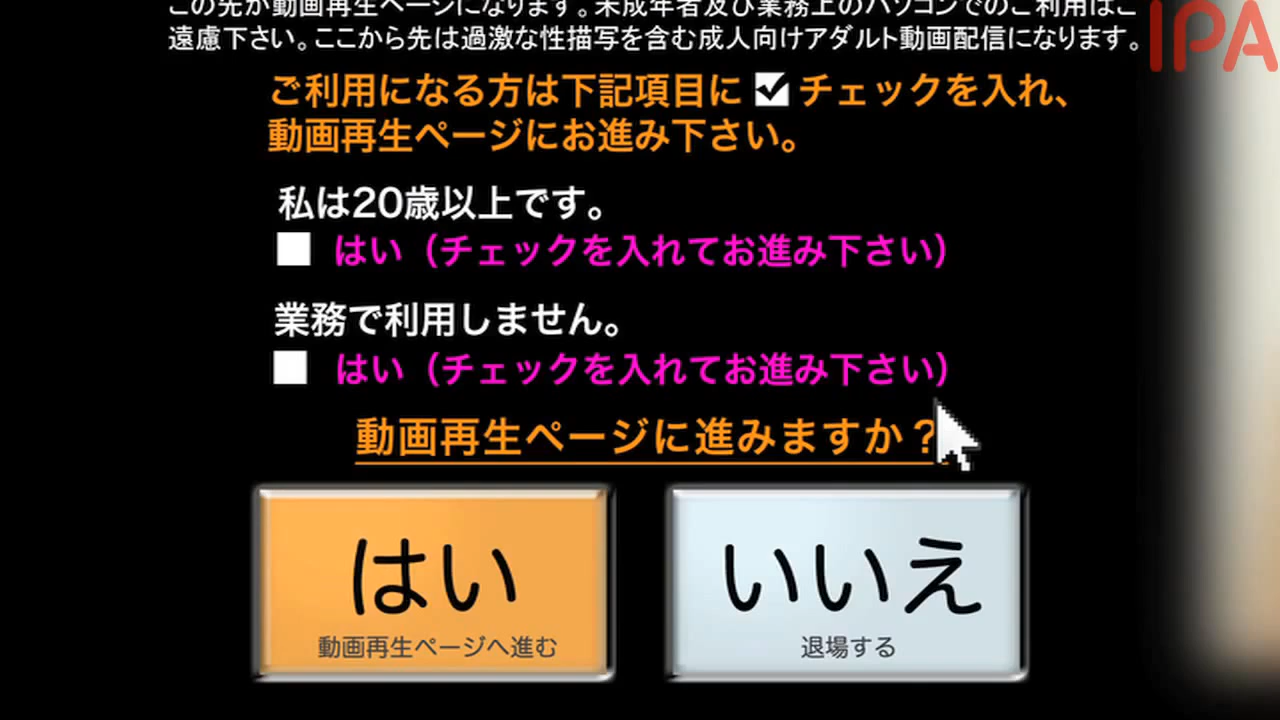 この先が動画再生ページになります。未成年者及び業務上のパソコンでのご利用はご
遠慮下さい。ここから先は過激な性描写を含む成人向けアダルト動画配信になります。
IPA
ご利用になる方は下記項目に ☑ チェックを入れ、
動画再生ページにお進み下さい。
私は20歳以上です。
はい（チェックを入れてお進み下さい）
業務で利用しません。
はい（チェックを入れてお進み下さい）
動画再生ページに進みますか？
はい
動画再生ページへ進む
いいえ
退場する